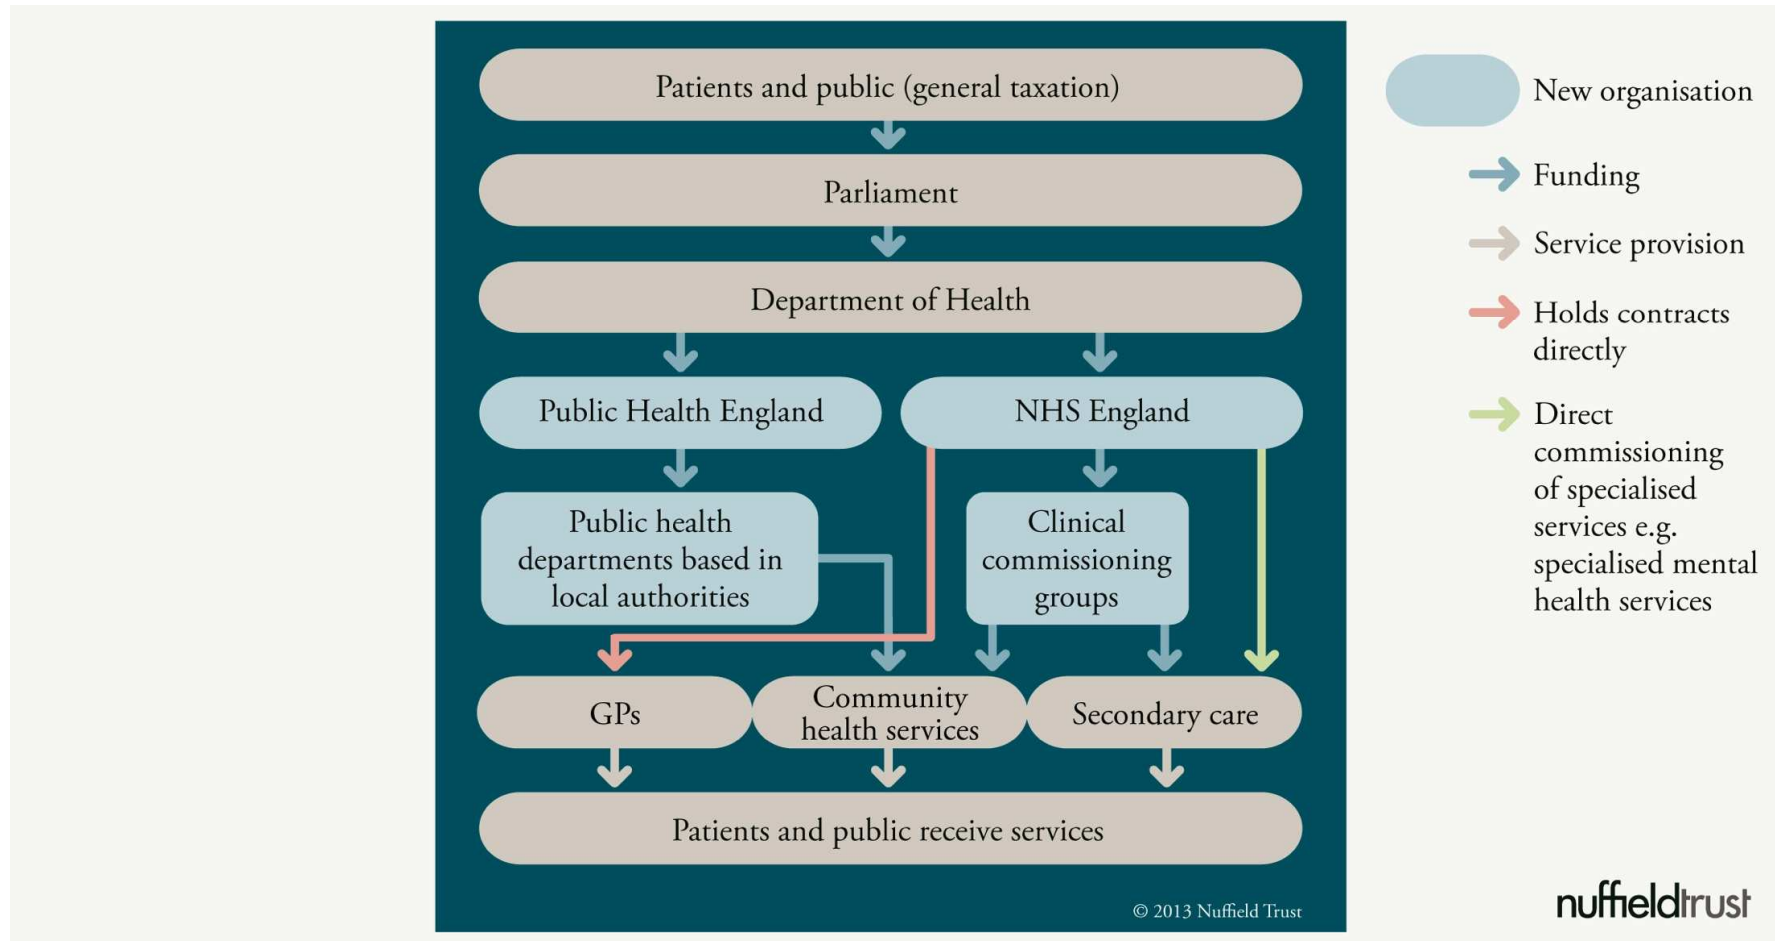 Patients and public (general taxation)
Parliament
Department of Health
Public Health England
NHS England
Public health
departments based in
local authorities
Clinical
commissioning
groups
GPs
Community
health services
Secondary care
Patients and public receive services
© 2013 Nuffield Trust
New organisation
Funding
Service provision
Holds contracts
directly
Direct
commissioning
of specialised
services e.g.
specialised mental
health services
nuffieldtrust